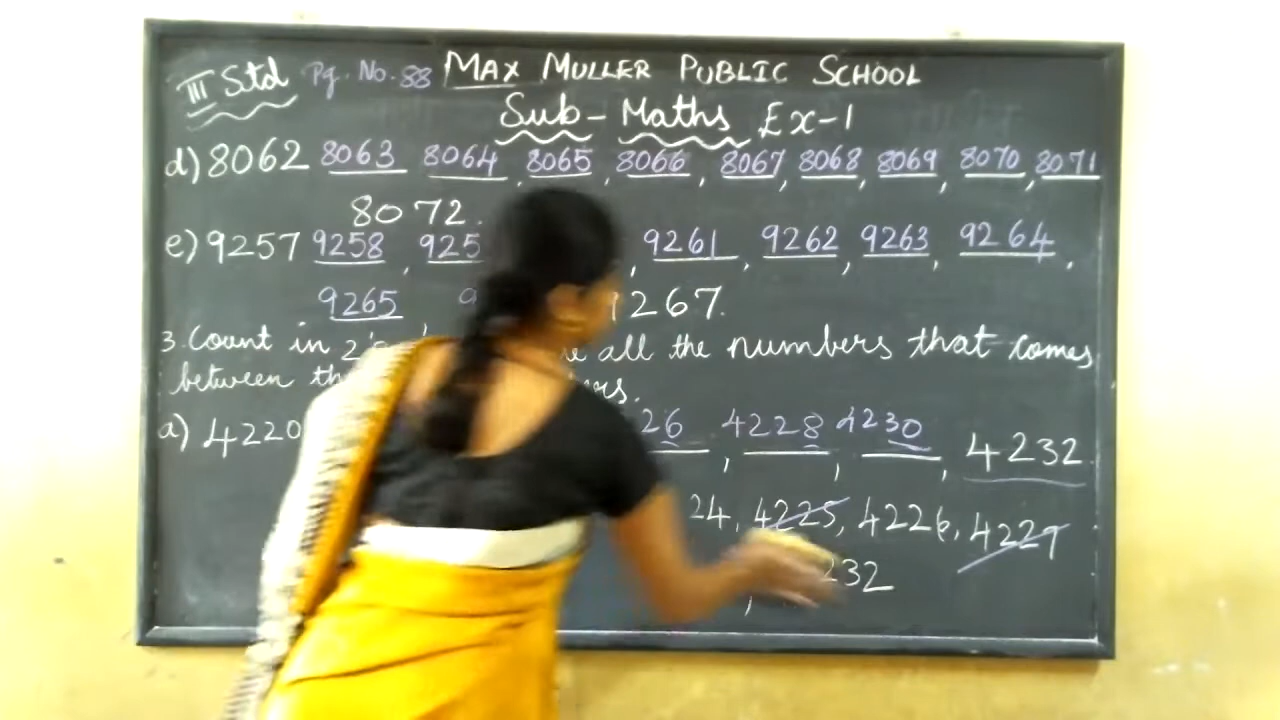 III Std Pg. No. 88 MAX MULLER PUBLIC SCHOOL
Sub - Maths Ex-1
d) 8062 8063 8064, 8065, 8066, 8067, 8068, 8069, 8070, 8071
8072.
e) 9257 9258, 925 , 9261, 9262, 9263, 9264,
9265 9 267.
3. Count in 2's all the numbers that comes
between
a) 4220 26, 4228, 4230, 4232
24, 4225, 4226, 4227
, 232